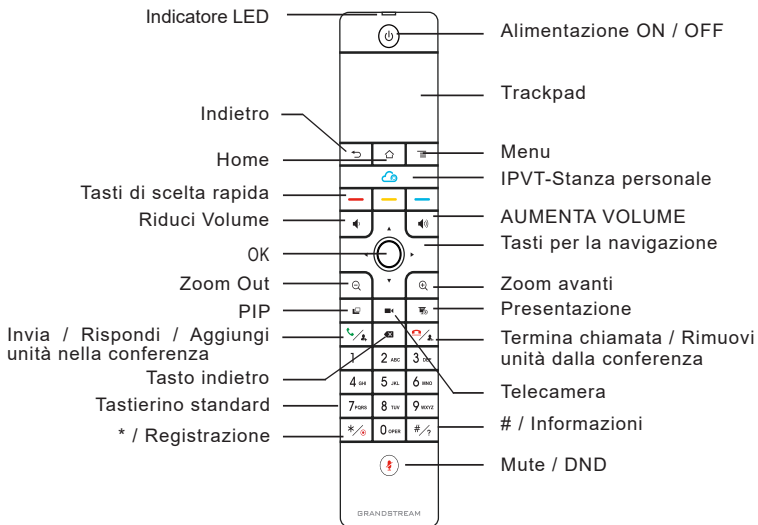 Indicatore LED
Alimentazione ON / OFF
Trackpad
Indietro
Home
Menu
IPVT-Stanza personale
Tasti di scelta rapida
Riduci Volume
AUMENTA VOLUME
OK
Tasti per la navigazione
Zoom Out
Zoom avanti
PIP
Presentazione
Invia / Rispondi / Aggiungi
unità nella conferenza
Termina chiamata / Rimuovi
unità dalla conferenza
Tasto indietro
Telecamera
Tastierino standard
* / Registrazione
# / Informazioni
Mute / DND
1 2 ABC 3 DEF
4 GHI 5 JKL 6 MNO
7 PQRS 8 TUV 9 WXYZ
*/ 0 OPER #/?
GRANDSTREAM